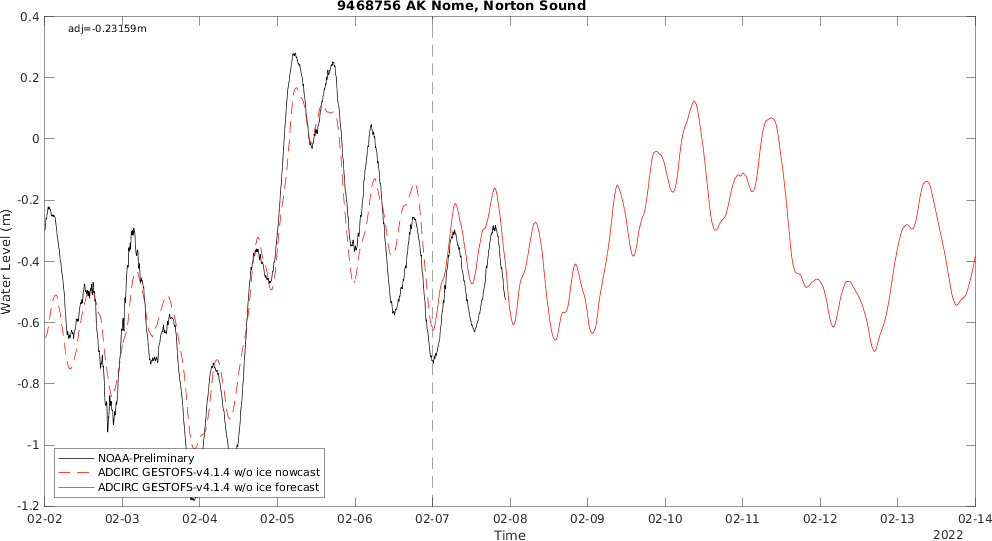 9468756 AK Nome, Norton Sound
adj=-0.23159m
0.4
0.2
0
-0.2
-0.4
-0.6
-0.8
-1
-1.2
Water Level (m)
NOAA-Preliminary
ADCIRC GESTOFS-v4.1.4 w/o ice nowcast
ADCIRC GESTOFS-v4.1.4 w/o ice forecast
02-02 02-03 02-04 02-05 02-06 02-07 02-08 02-09 02-10 02-11 02-12 02-13 02-14
Time
2022